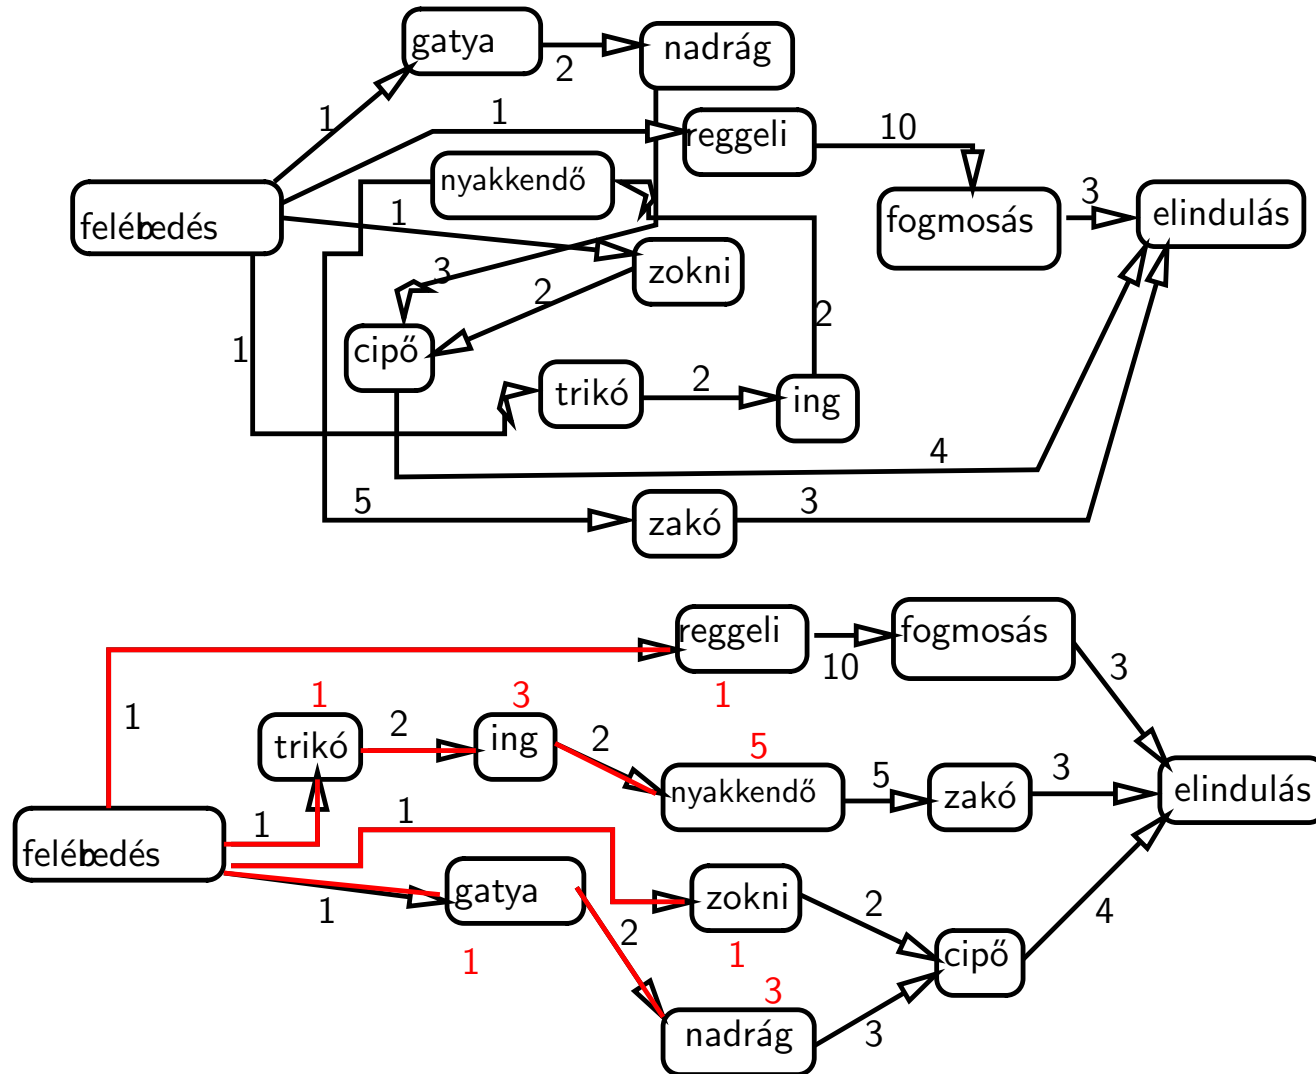 gatya
nadrág
2
1
1
reggeli
10
nyakkendő
felébredés
1
fogmosás
3
elindulás
zokni
3
2
2
1
cipő
trikó
2
ing
4
5
zakó
3
reggeli
fogmosás
10
3
1
1
3
1
trikó
2
ing
2
5
nyakkendő
5
zakó
3
elindulás
1
1
felébredés
gatya
1
zokni
2
4
2
1
1
cipő
3
nadrág
3